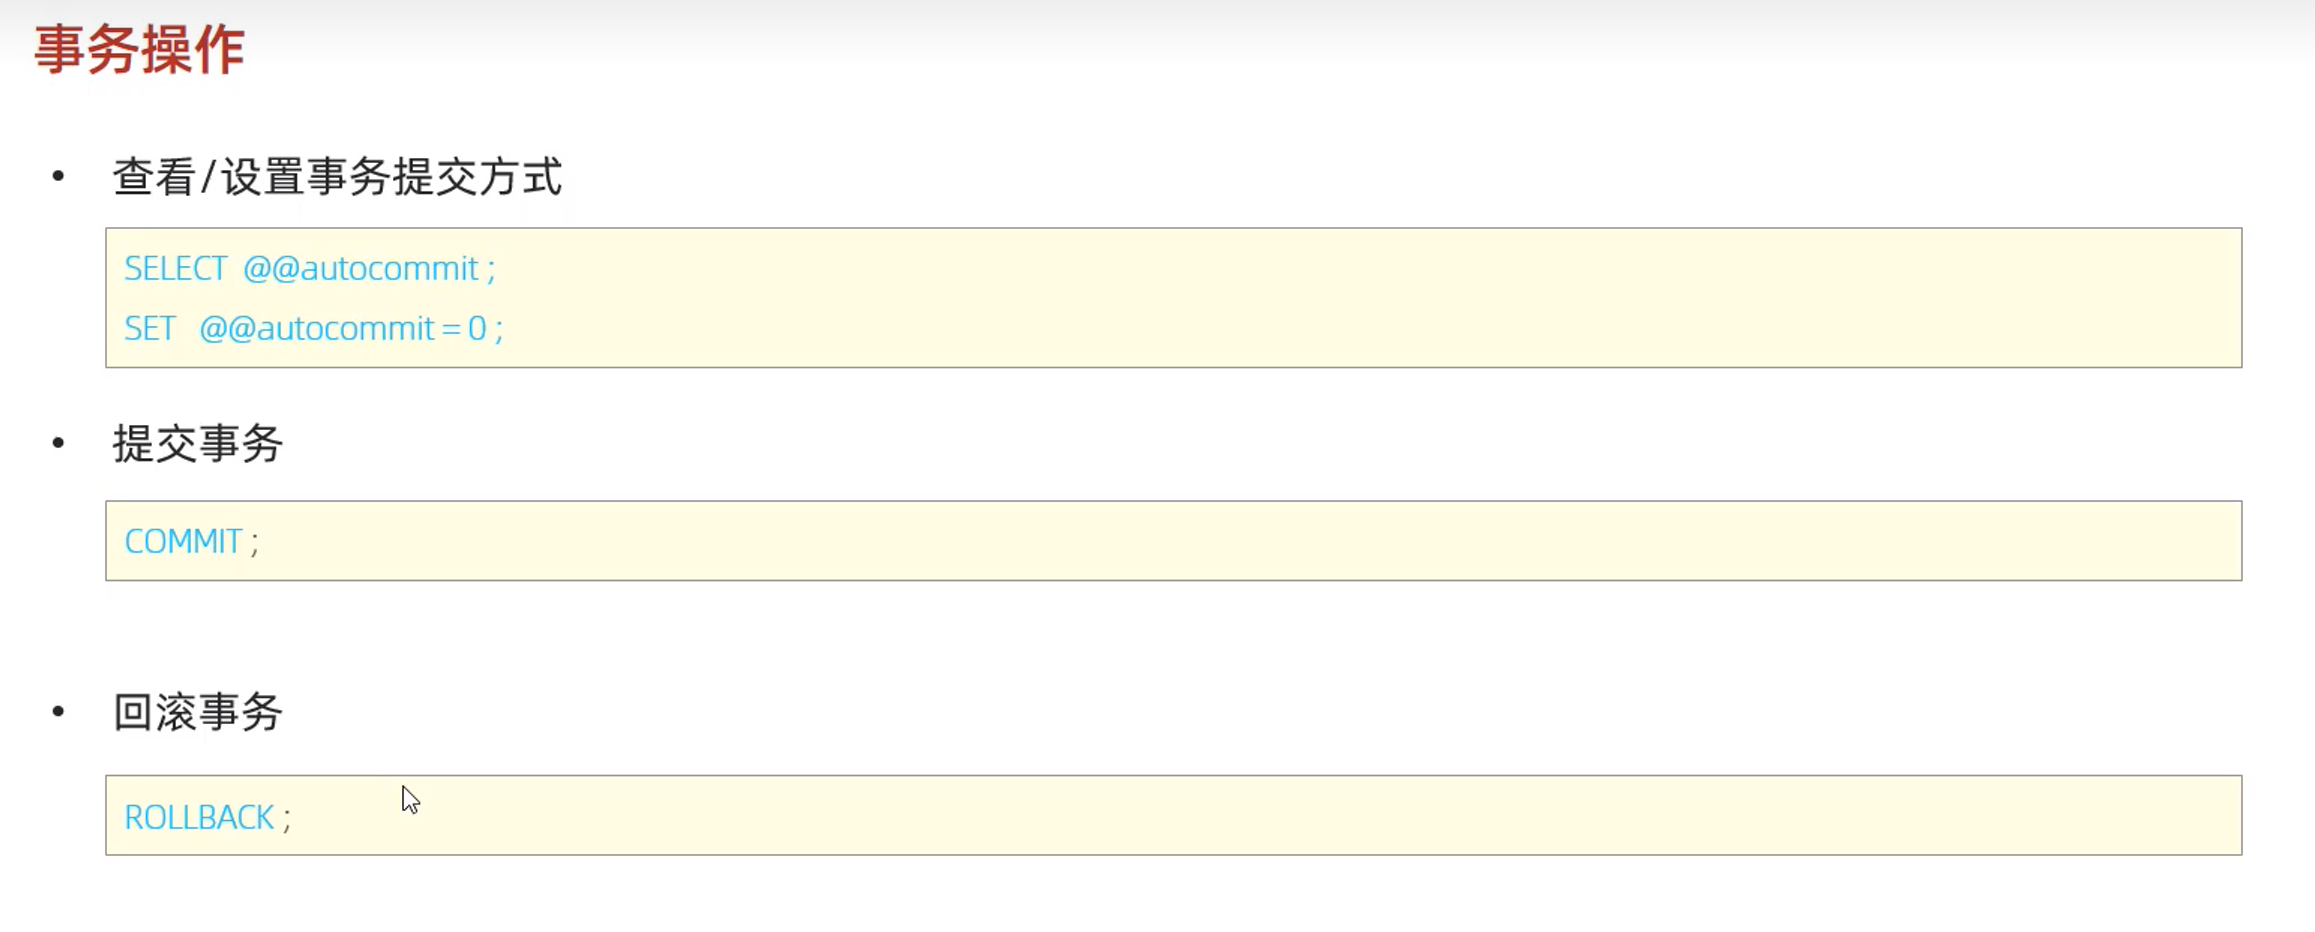 事务操作
• 查看/设置事务提交方式
SELECT @@autocommit ;
SET @@autocommit = 0 ;
• 提交事务
COMMIT ;
• 回滚事务
ROLLBACK ;